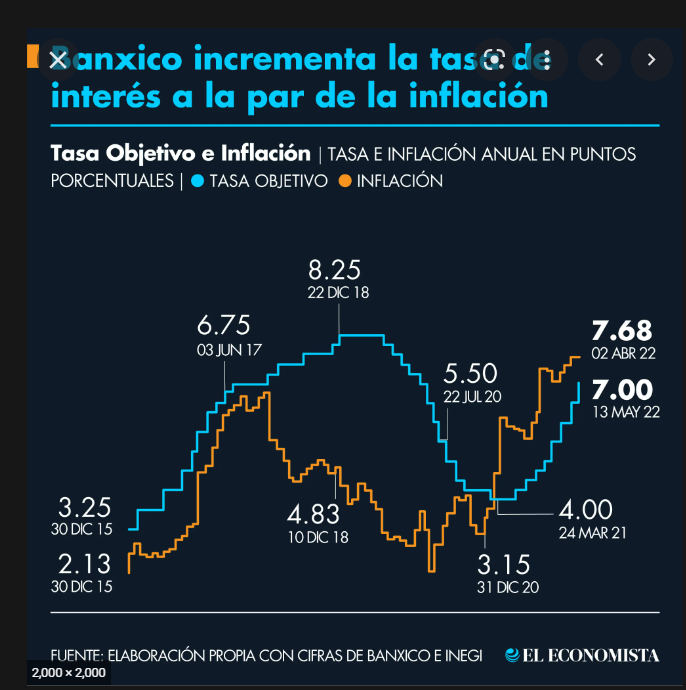 Banxico incrementa la tasa de
interés a la par de la inflación
Tasa Objetivo e Inflación | TASA E INFLACIÓN ANUAL EN PUNTOS
PORCENTUALES | TASA OBJETIVO INFLACIÓN
8.25
22 DIC 18
6.75
03 JUN 17
7.68
02 ABR 22
5.50
22 JUL 20
7.00
13 MAY 22
3.25
30 DIC 15
4.83
10 DIC 18
4.00
24 MAR 21
2.13
30 DIC 15
3.15
31 DIC 20
FUENTE: ELABORACIÓN PROPIA CON CIFRAS DE BANXICO E INEGI
EL ECONOMISTA
2,000 × 2,000